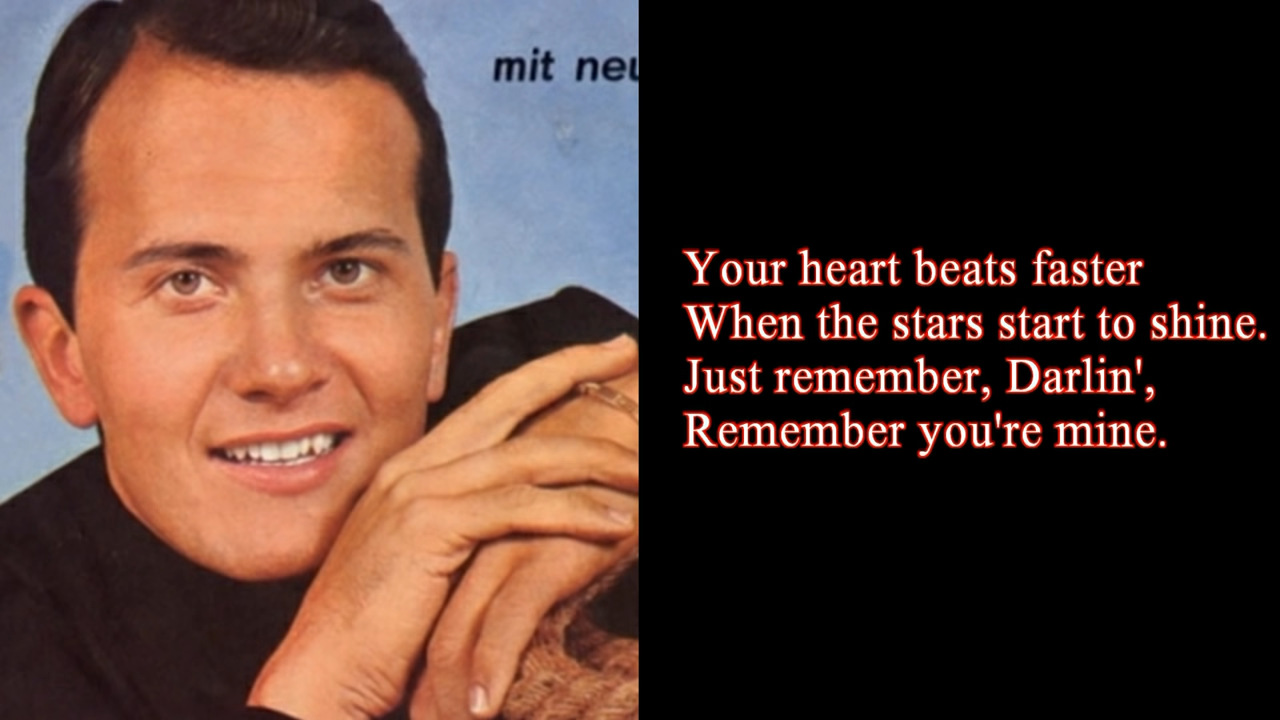 mit neu
Your heart beats faster
When the stars start to shine.
Just remember, Darlin',
Remember you're mine.